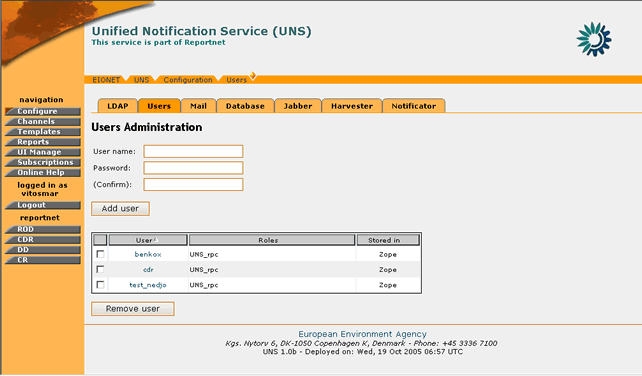 Unified Notification Service (UNS)
This service is part of Reportnet
EIONET UNS Configuration Users
navigation
Configure
Channels
Templates
Reports
UI Manage
Subscriptions
Online Help
logged in as
vitosmar
Logout
reportnet
ROD
CDR
DD
CR
LDAP Users Mail Database Jabber Harvester Notificator
Users Administration
User name:
Password:
(Confirm):
Add user
User Roles Stored in
benkox UNS_rpc Zope
cdr UNS_rpc Zope
test_nedjo UNS_rpc Zope
Remove user
European Environment Agency
Kgs. Nytorv 6, DK-1050 Copenhagen K, Denmark - Phone: +45 3336 7100
UNS 1.0b - Deployed on: Wed, 19 Oct 2005 06:57 UTC